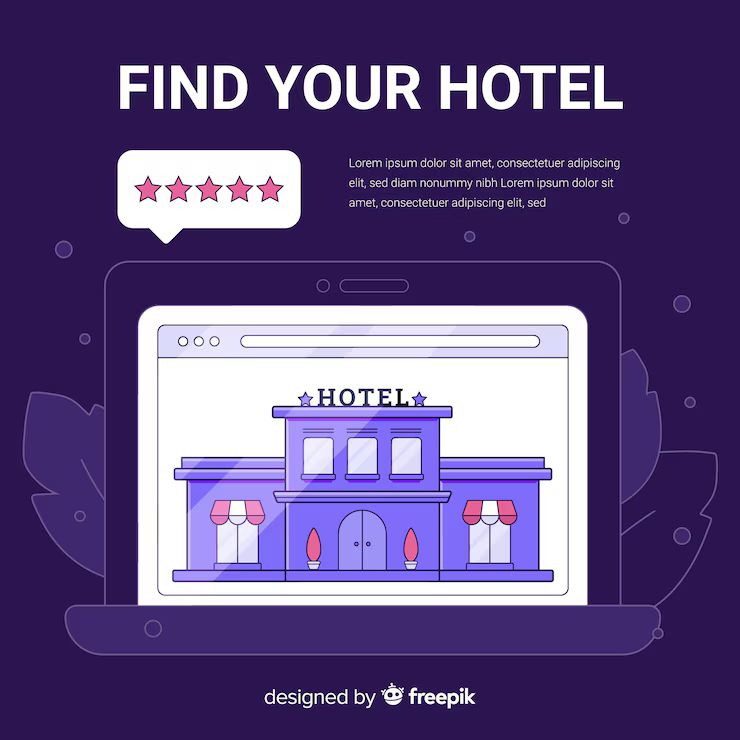 FIND YOUR HOTEL
Lorem ipsum dolor sit amet, consectetuer adipiscing
elit, sed diam nonummy nibh Lorem ipsum dolor sit
amet, consectetuer adipiscing elit, sed
HOTEL
designed by freepik